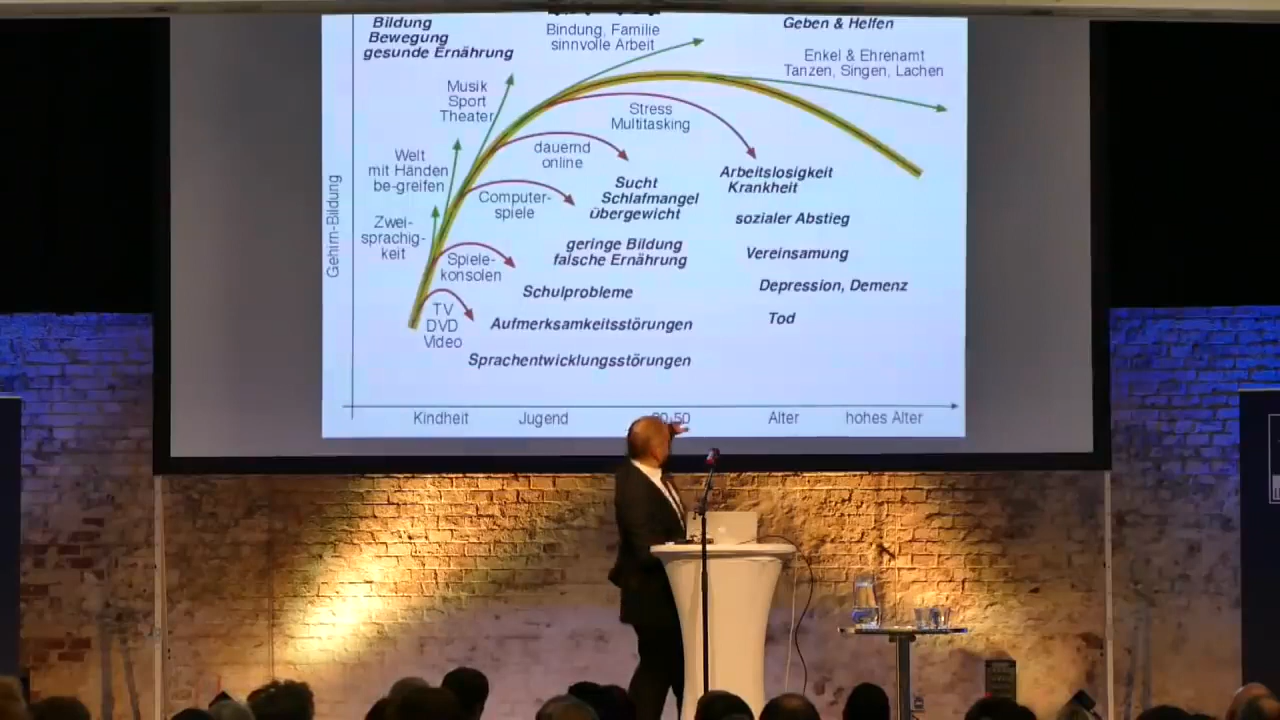 Bildung
Bewegung
gesunde Ernährung
Bindung, Familie
sinnvolle Arbeit
Geben & Helfen
Enkel & Ehrenamt
Tanzen, Singen, Lachen
Musik
Sport
Theater
Stress
Multitasking
dauernd
online
Welt
mit Händen
be-greifen
Arbeitslosigkeit
Krankheit
Sucht
Schlafmangel
übergewicht
Computer-
spiele
sozialer Abstieg
Zwei-
sprachig-
keit
geringe Bildung
falsche Ernährung
Vereinsamung
Spiele-
konsolen
Schulprobleme
Depression, Demenz
TV
DVD
Video
Aufmerksamkeitsstörungen
Tod
Sprachentwicklungsstörungen
Gehirn-Bildung
Kindheit
Jugend
Alter
hohes Alter